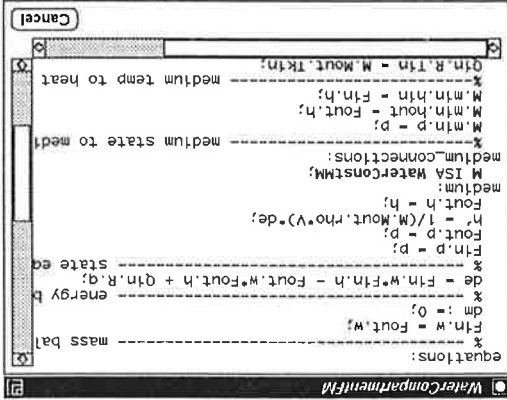 WaterCompartmentFM
equations:
% -------------------------------- mass bal
Fin.w = Fout.w;
dm := 0;
% -------------------------------- energy b
de = Fin.w*Fin.h - Fout.w*Fout.h + Qin.R.q;
% -------------------------------- state eq
Fin.p = p;
Fout.p = p;
h' = 1/(M.Mout.rho*V)*de;
Fout.h = h;
medium:
M ISA WaterConstMM;
medium_connections:
%-------------------------- medium state to medi
M.min.p = p;
M.min.hout = Fout.h;
M.min.hin = Fin.h;
%-------------------------- medium temp to heat
Qin.R.Tin = M.Mout.Tkin;
Cancel